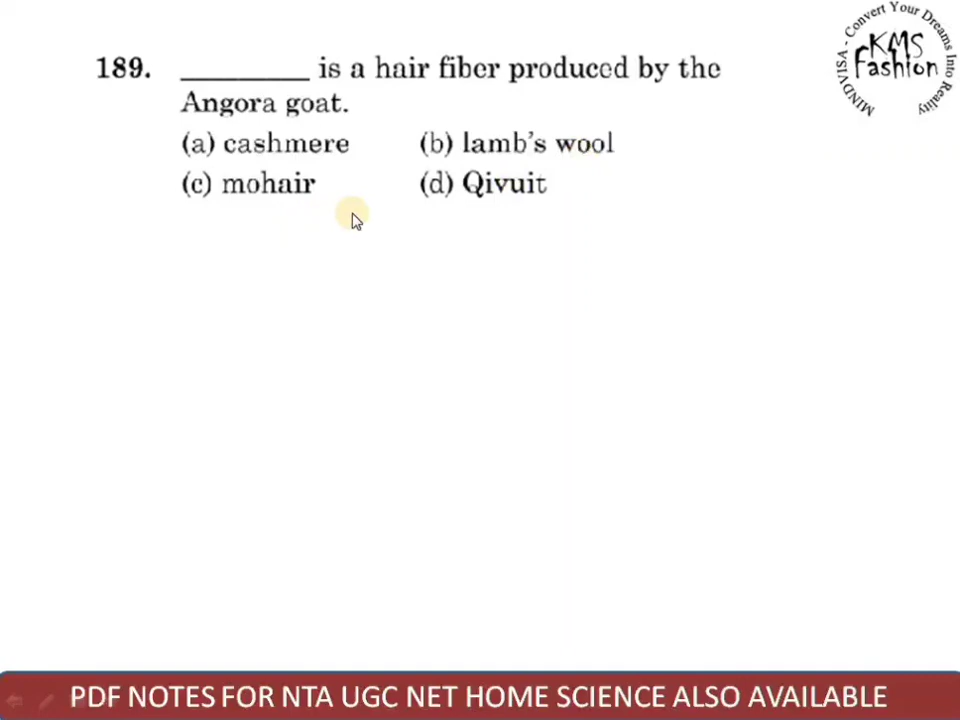 189. ________ is a hair fiber produced by the
Angora goat.
(a) cashmere (b) lamb's wool
(c) mohair (d) Qivuit
MINDVISA - Convert Your Dreams Into Reality
KMS
Fashion
PDF NOTES FOR NTA UGC NET HOME SCIENCE ALSO AVAILABLE